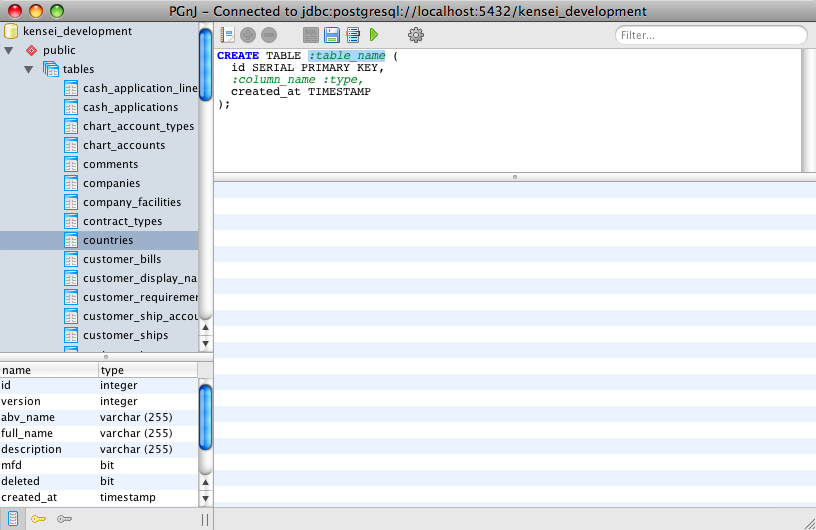 PGnJ – Connected to jdbc:postgresql://localhost:5432/kensei_development
kensei_development
public
tables
cash_application_line
cash_applications
chart_account_types
chart_accounts
comments
companies
company_facilities
contract_types
countries
customer_bills
customer_display_na
customer_requiremen
customer_ship_accou
customer_ships
Filter...
CREATE TABLE :table_name (
id SERIAL PRIMARY KEY,
:column_name :type,
created_at TIMESTAMP
);
name type
id integer
version integer
abv_name varchar (255)
full_name varchar (255)
description varchar (255)
mfd bit
deleted bit
created_at timestamp